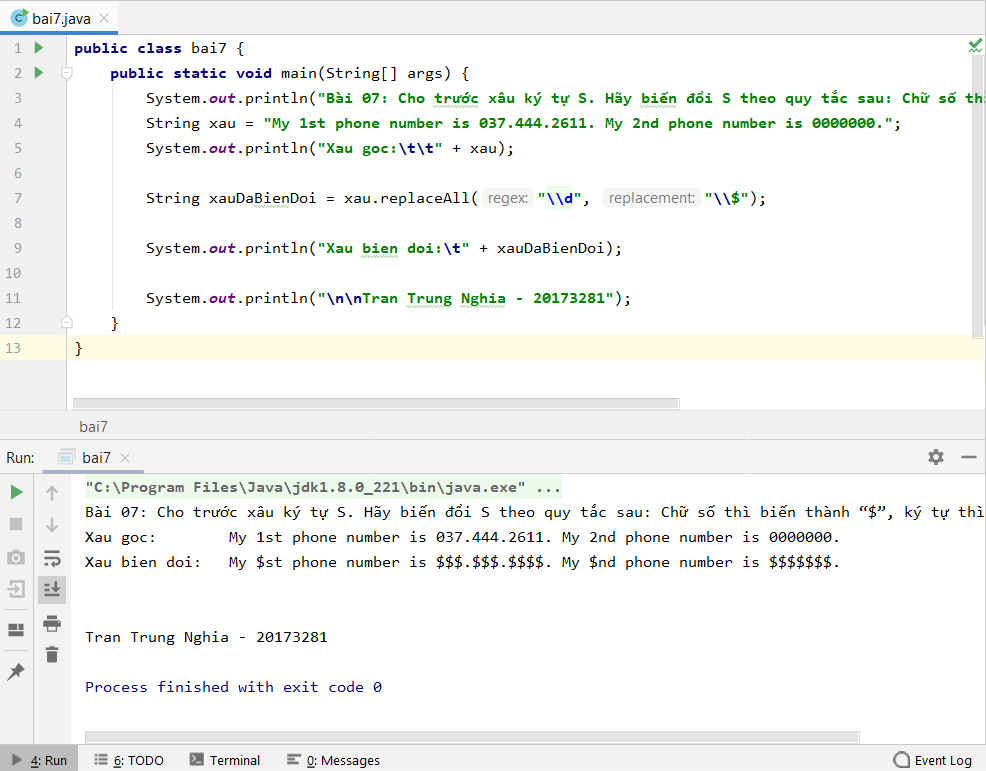 bai7.java
1 public class bai7 {
2 public static void main(String[] args) {
3 System.out.println("Bài 07: Cho trước xâu ký tự S. Hãy biến đổi S theo quy tắc sau: Chữ số thì
4 String xau = "My 1st phone number is 037.444.2611. My 2nd phone number is 0000000.";
5 System.out.println("Xau goc:\t\t" + xau);
6
7 String xauDaBienDoi = xau.replaceAll( regex: "\\d", replacement: "\\$");
8
9 System.out.println("Xau bien doi:\t" + xauDaBienDoi);
10
11 System.out.println("\n\nTran Trung Nghia - 20173281");
12 }
13 }
bai7
Run: bai7
"C:\Program Files\Java\jdk1.8.0_221\bin\java.exe" ...
Bài 07: Cho trước xâu ký tự S. Hãy biến đổi S theo quy tắc sau: Chữ số thì biến thành “$”, ký tự thì
Xau goc: My 1st phone number is 037.444.2611. My 2nd phone number is 0000000.
Xau bien doi: My $st phone number is $$$.$$$.$$$$. My $nd phone number is $$$$$$$.
Tran Trung Nghia - 20173281
Process finished with exit code 0
4: Run 6: TODO Terminal 0: Messages Event Log